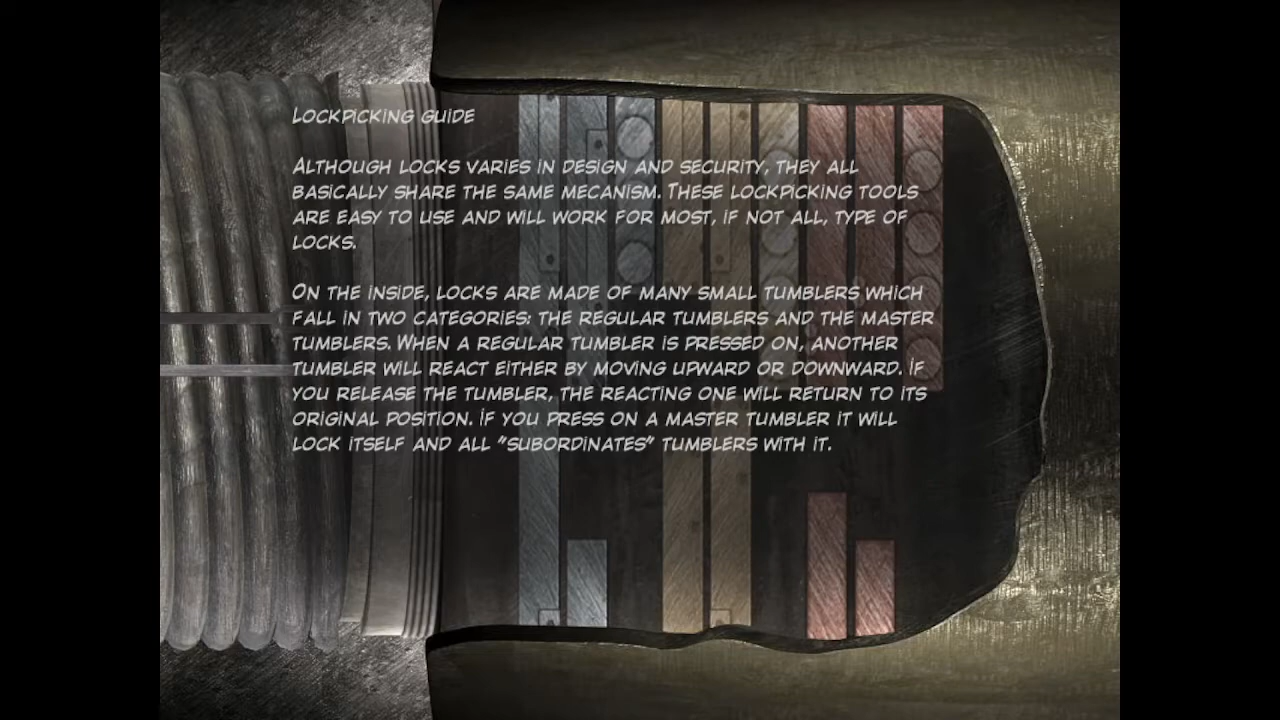 Lockpicking guide
Although locks varies in design and security, they all
basically share the same mecanism. These lockpicking tools
are easy to use and will work for most, if not all, type of
locks.
On the inside, locks are made of many small tumblers which
fall in two categories: the regular tumblers and the master
tumblers. When a regular tumbler is pressed on, another
tumbler will react either by moving upward or downward. If
you release the tumbler, the reacting one will return to its
original position. If you press on a master tumbler it will
lock itself and all "subordinates" tumblers with it.